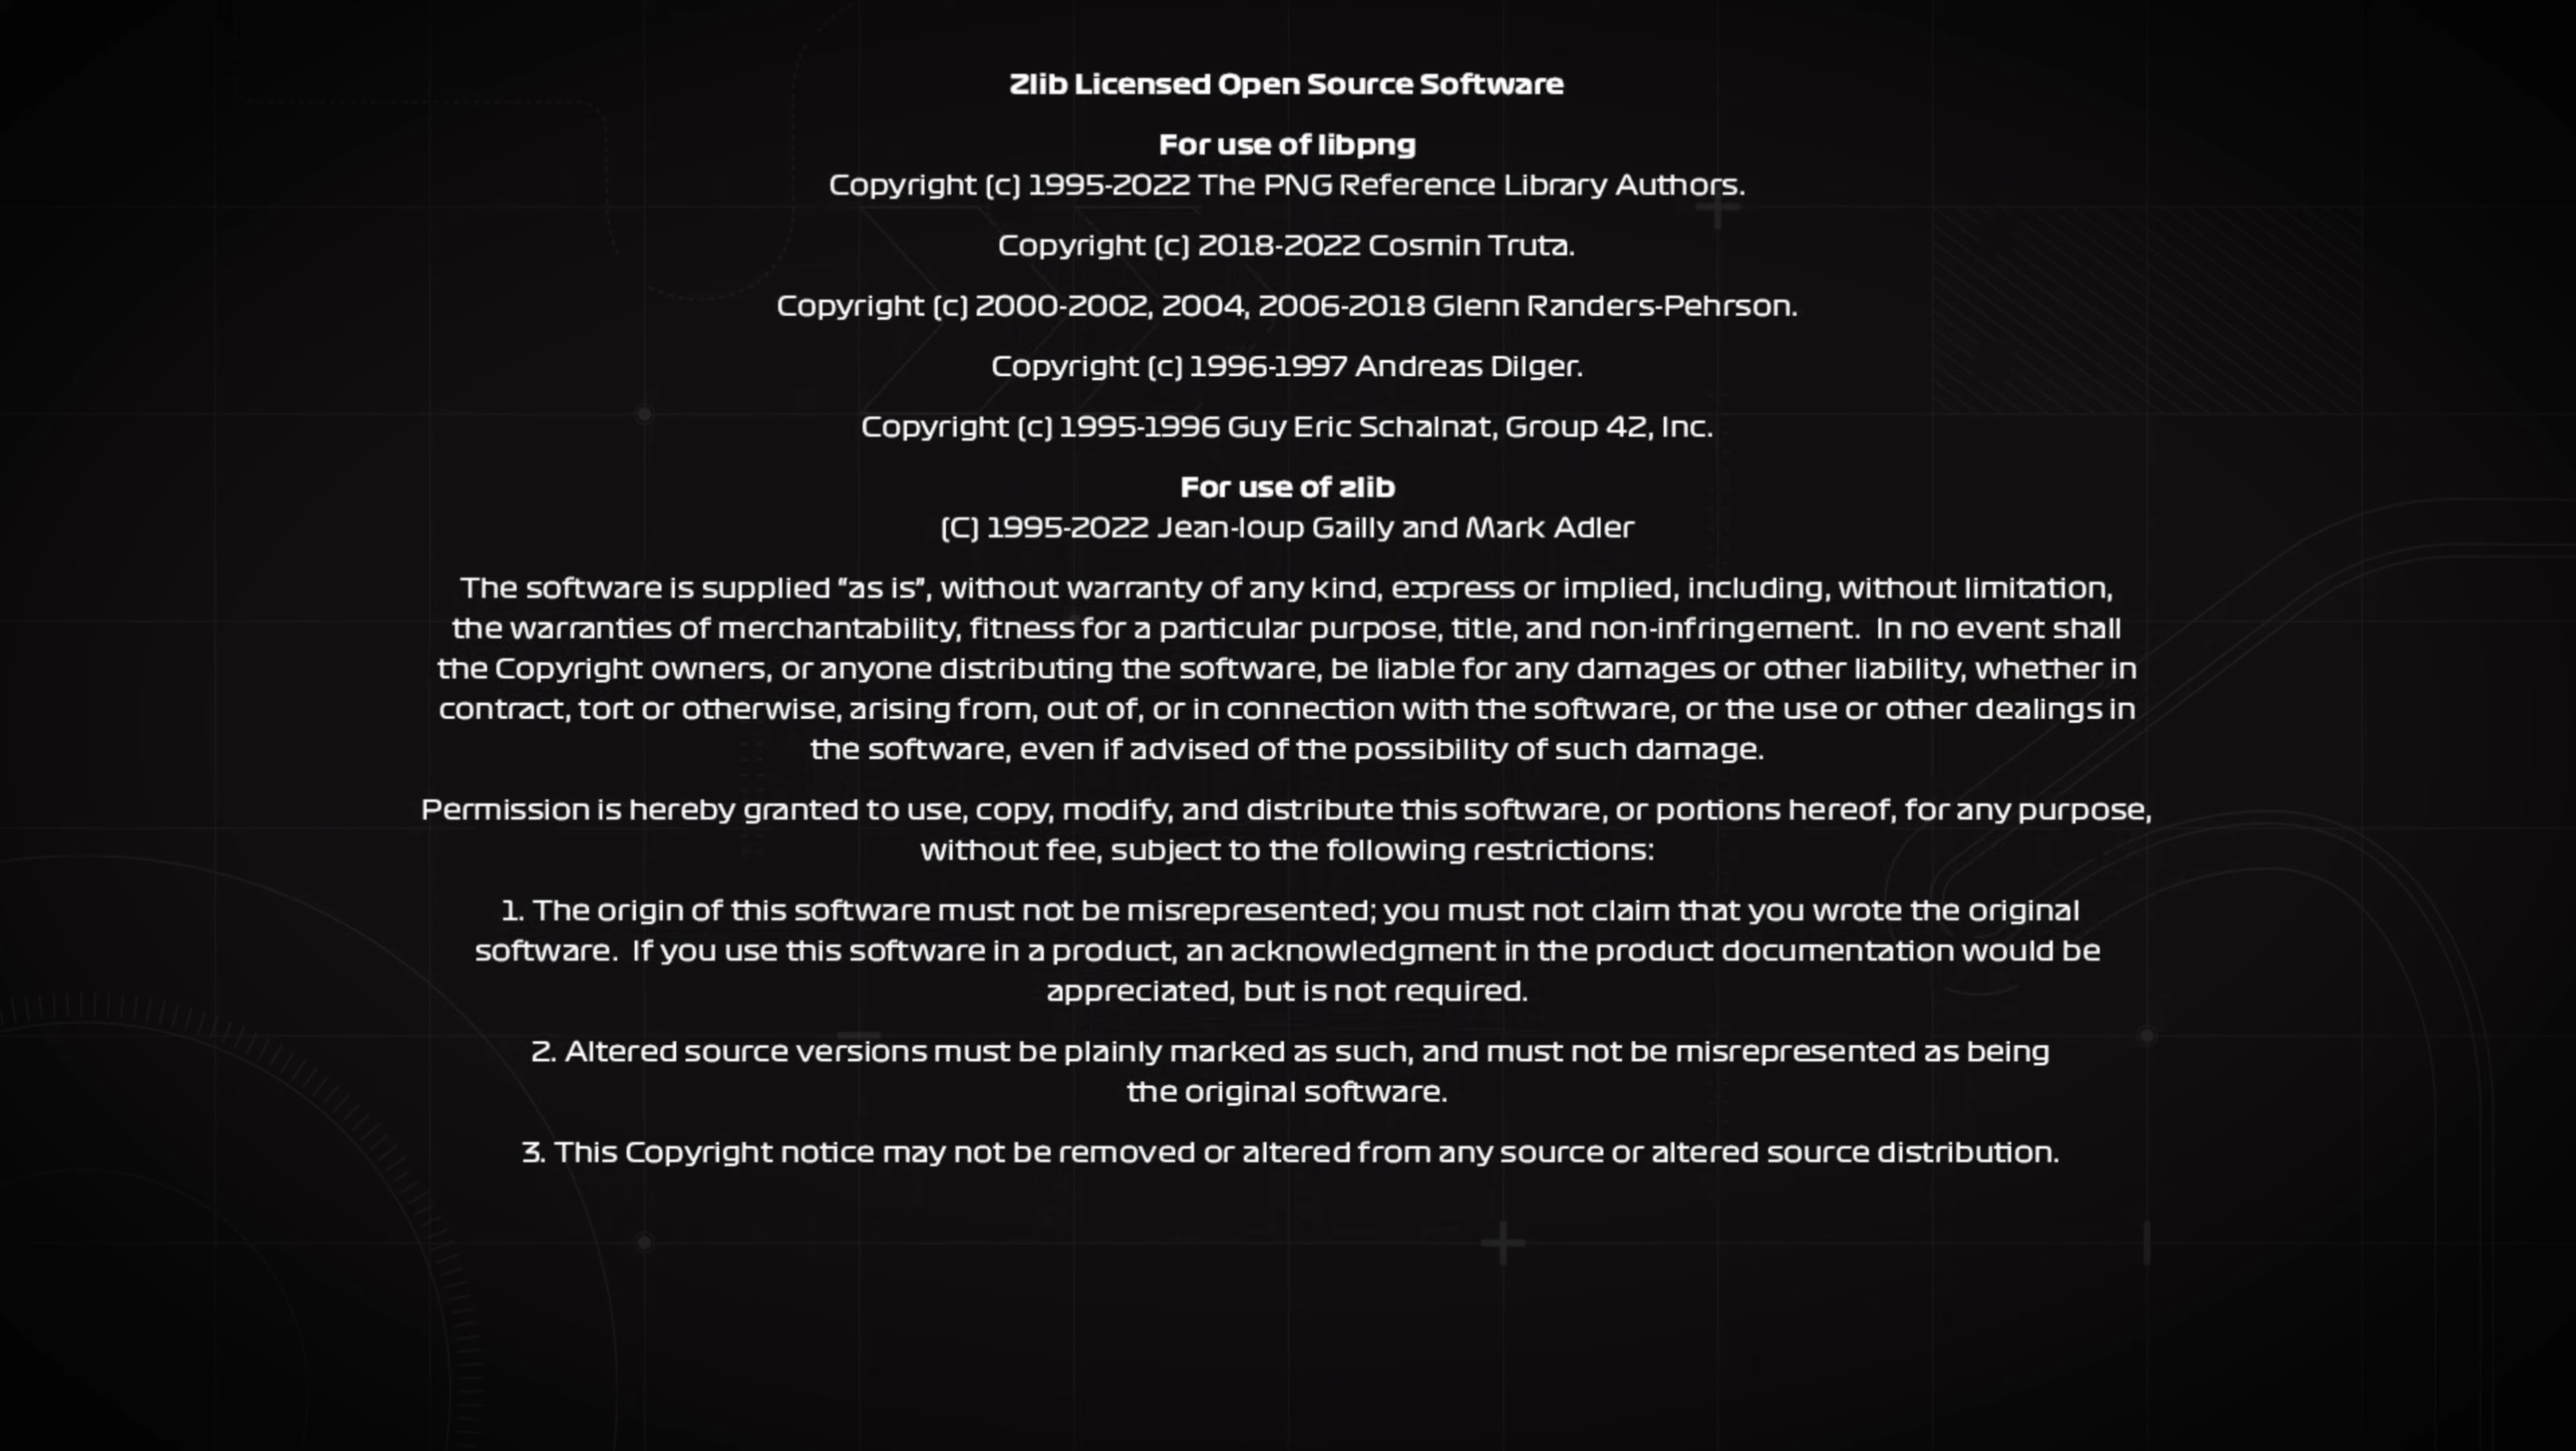 Zlib Licensed Open Source Software
For use of libpng
Copyright (c) 1995-2022 The PNG Reference Library Authors.
Copyright (c) 2018-2022 Cosmin Truta.
Copyright (c) 2000-2002, 2004, 2006-2018 Glenn Randers-Pehrson.
Copyright (c) 1996-1997 Andreas Dilger.
Copyright (c) 1995-1996 Guy Eric Schalnat, Group 42, Inc.
For use of zlib
(C) 1995-2022 Jean-loup Gailly and Mark Adler
The software is supplied "as is", without warranty of any kind, express or implied, including, without limitation,
the warranties of merchantability, fitness for a particular purpose, title, and non-infringement.  In no event shall
the Copyright owners, or anyone distributing the software, be liable for any damages or other liability, whether in
contract, tort or otherwise, arising from, out of, or in connection with the software, or the use or other dealings in
the software, even if advised of the possibility of such damage.
Permission is hereby granted to use, copy, modify, and distribute this software, or portions hereof, for any purpose,
without fee, subject to the following restrictions:
1. The origin of this software must not be misrepresented; you must not claim that you wrote the original
software.  If you use this software in a product, an acknowledgment in the product documentation would be
appreciated, but is not required.
2. Altered source versions must be plainly marked as such, and must not be misrepresented as being
the original software.
3. This Copyright notice may not be removed or altered from any source or altered source distribution.